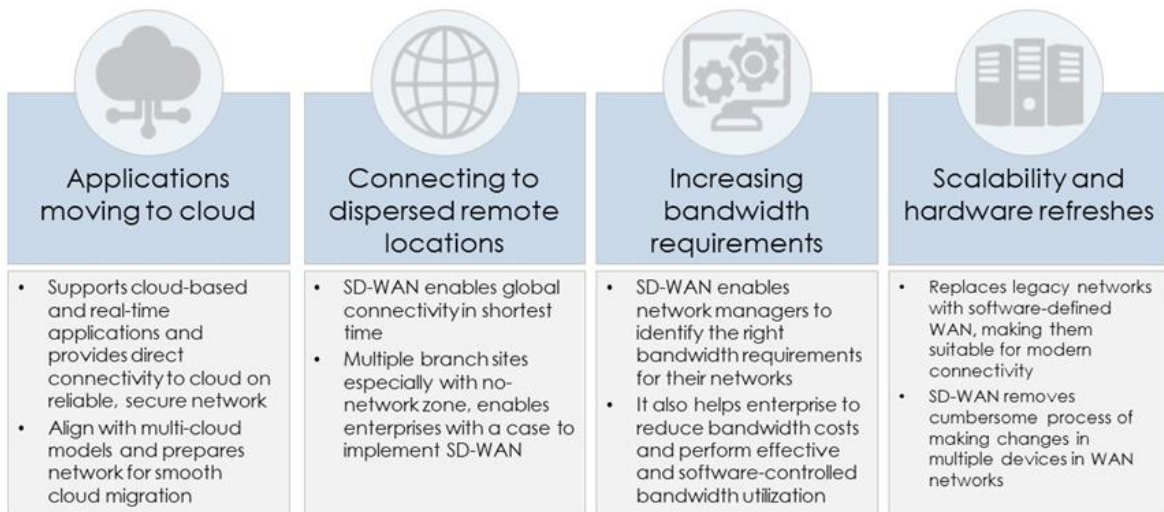 Applications
moving to cloud
• Supports cloud-based
and real-time
applications and
provides direct
connectivity to cloud on
reliable, secure network
• Align with multi-cloud
models and prepares
network for smooth
cloud migration
Connecting to
dispersed remote
locations
• SD-WAN enables global
connectivity in shortest
time
• Multiple branch sites
especially with no-
network zone, enables
enterprises with a case to
implement SD-WAN
Increasing
bandwidth
requirements
• SD-WAN enables
network managers to
identify the right
bandwidth requirements
for their networks
• It also helps enterprise to
reduce bandwidth costs
and perform effective
and software-controlled
bandwidth utilization
Scalability and
hardware refreshes
• Replaces legacy networks
with software-defined
WAN, making them
suitable for modern
connectivity
• SD-WAN removes
cumbersome process of
making changes in
multiple devices in WAN
networks